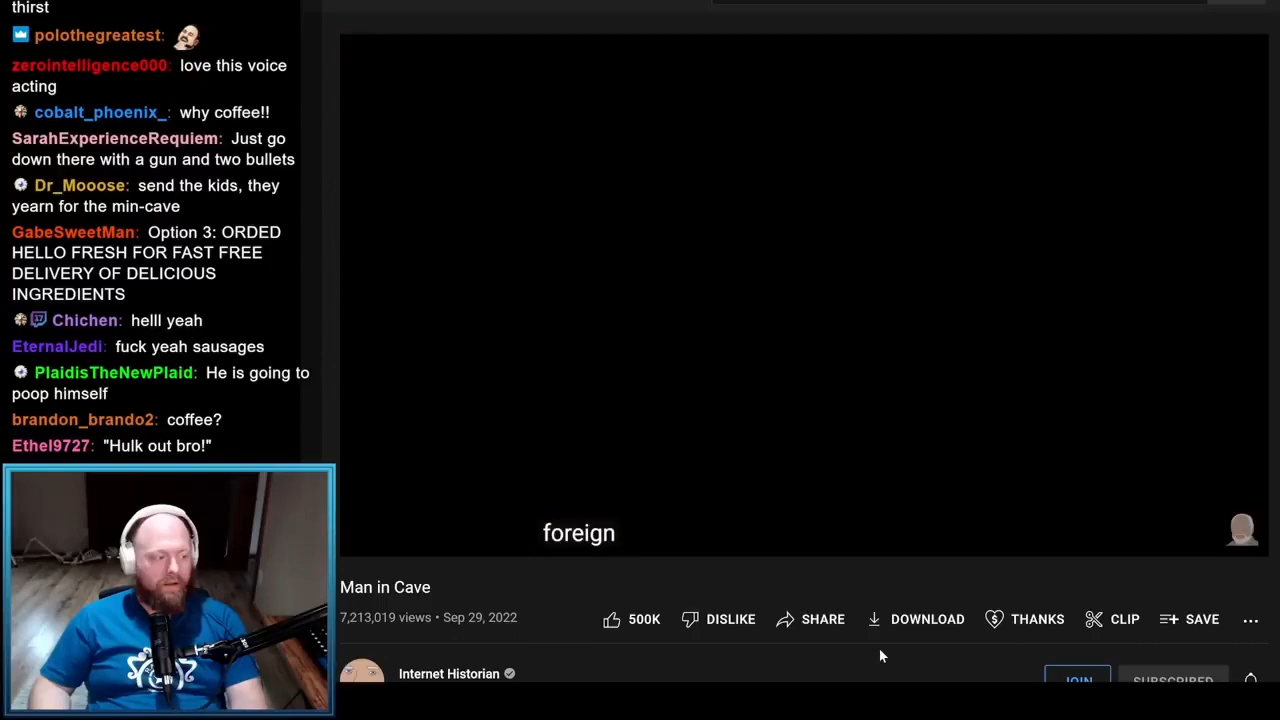 thirst
polothegreatest:
zerointelligence000: love this voice
acting
cobalt_phoenix_: why coffee!!
SarahExperienceRequiem: Just go
down there with a gun and two bullets
Dr_Mooose: send the kids, they
yearn for the min-cave
GabeSweetMan: Option 3: ORDED
HELLO FRESH FOR FAST FREE
DELIVERY OF DELICIOUS
INGREDIENTS
17 Chichen: helll yeah
EternalJedi: fuck yeah sausages
PlaidisTheNewPlaid: He is going to
poop himself
brandon_brando2: coffee?
Ethel9727: "Hulk out bro!"
foreign
Man in Cave
7,213,019 views • Sep 29, 2022
500K DISLIKE SHARE DOWNLOAD THANKS CLIP SAVE ...
Internet Historian
JOIN SUBSCRIBED